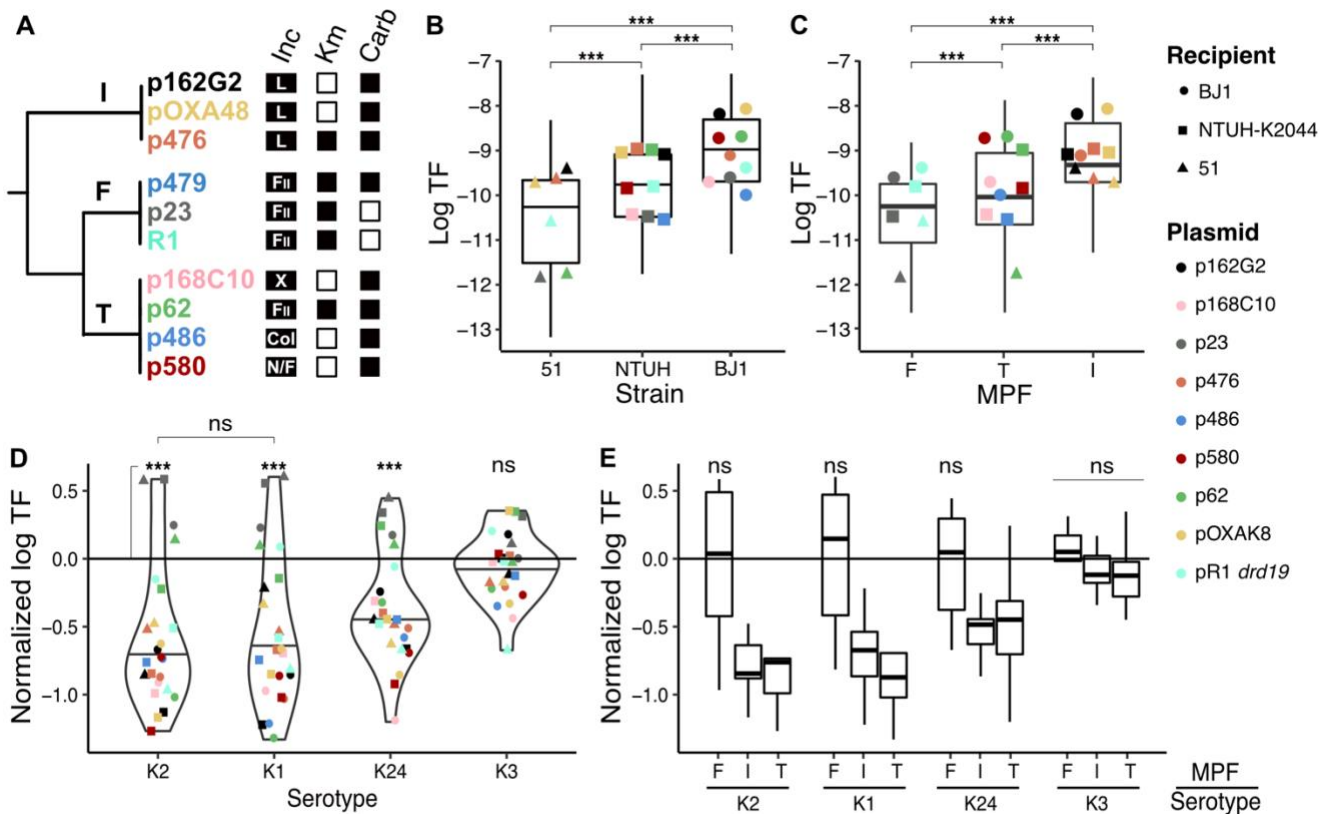 A
Inc Km Carb
I
p162G2 L
pOXA48 L
p476 L
F
p479 FII
p23 FII
R1 FII
T
p168C10 X
p62 FII
p486 Col
p580 N/F
B
***
*** ***
Log TF
−7
−8
−9
−10
−11
−12
−13
51 NTUH BJ1
Strain
C
***
*** ***
Log TF
−7
−8
−9
−10
−11
−12
−13
F T I
MPF
Recipient
BJ1
NTUH-K2044
51
Plasmid
p162G2
p168C10
p23
p476
p486
p580
p62
pOXAK8
pR1 drd19
D
ns
*** *** *** ns
Normalized log TF
0.5
0.0
−0.5
−1.0
K2 K1 K24 K3
Serotype
E
ns ns ns ns
Normalized log TF
0.5
0.0
−0.5
−1.0
F I T F I T F I T F I T MPF
K2 K1 K24 K3 Serotype